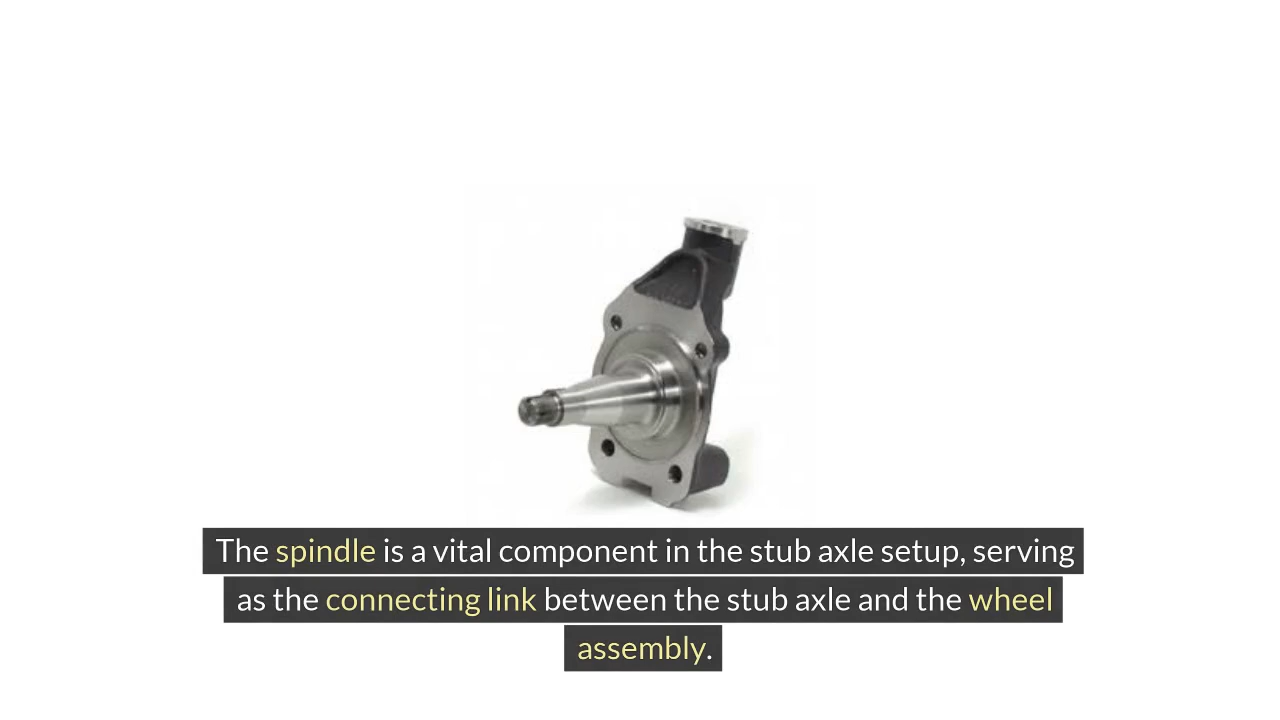 The spindle is a vital component in the stub axle setup, serving
as the connecting link between the stub axle and the wheel
assembly.